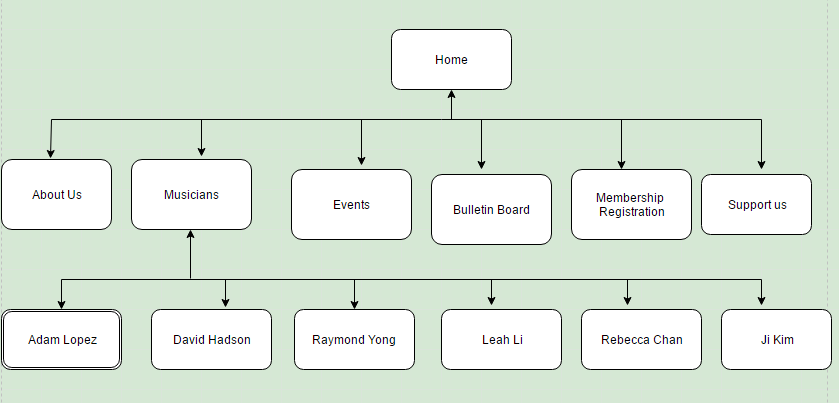 Home
About Us
Musicians
Events
Bulletin Board
Membership
Registration
Support us
Adam Lopez
David Hadson
Raymond Yong
Leah Li
Rebecca Chan
Ji Kim